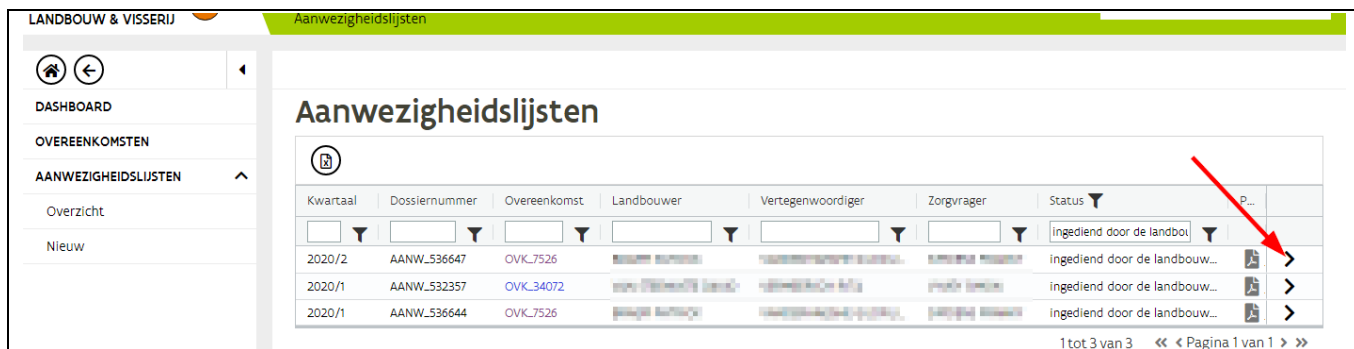 LANDBOUW & VISSERIJ
Aanwezigheidslijsten
DASHBOARD
OVEREENKOMSTEN
AANWEZIGHEIDSLIJSTEN
Overzicht
Nieuw
Aanwezigheidslijsten
Kwartaal Dossiernummer Overeenkomst Landbouwer Vertegenwoordiger Zorgvrager Status P...
ingediend door de landbou
2020/2 AANW_536647 OVK_7526 ingediend door de landbouw...
2020/1 AANW_532357 OVK_34072 ingediend door de landbouw...
2020/1 AANW_536644 OVK_7526 ingediend door de landbouw...
1 tot 3 van 3 Pagina 1 van 1